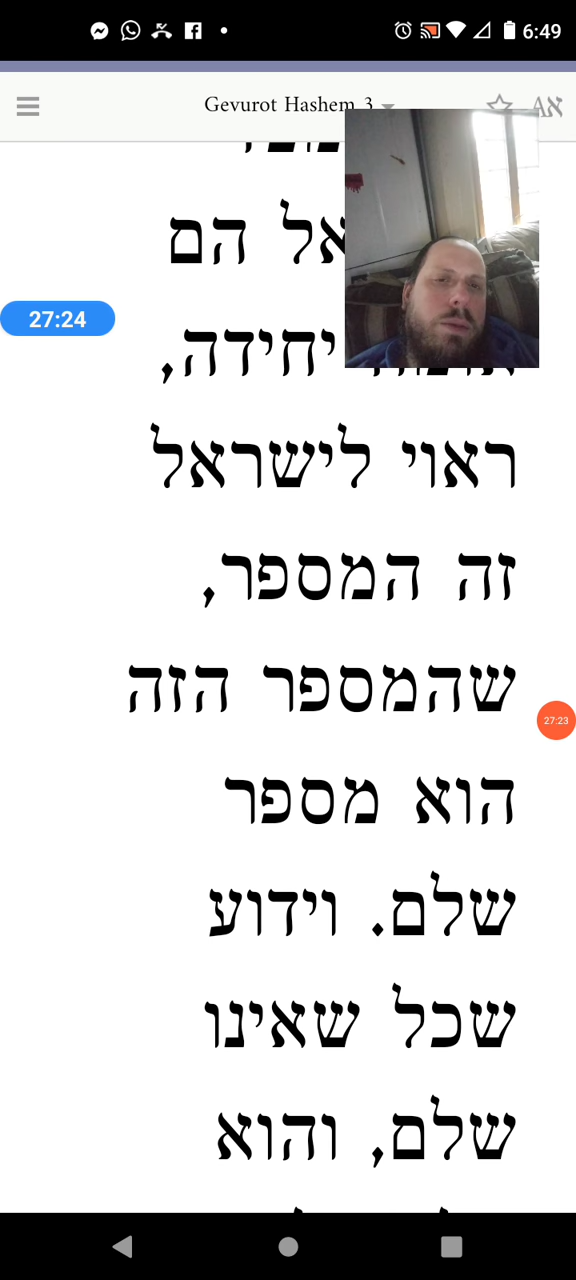 6:49
Gevurot Hashem 3
אא
הם
27:24
יחידה,
ראוי לישראל
זה המספר,
שהמספר הזה
27:23
הוא מספר
שלם. וידוע
שכל שאינו
שלם, והוא